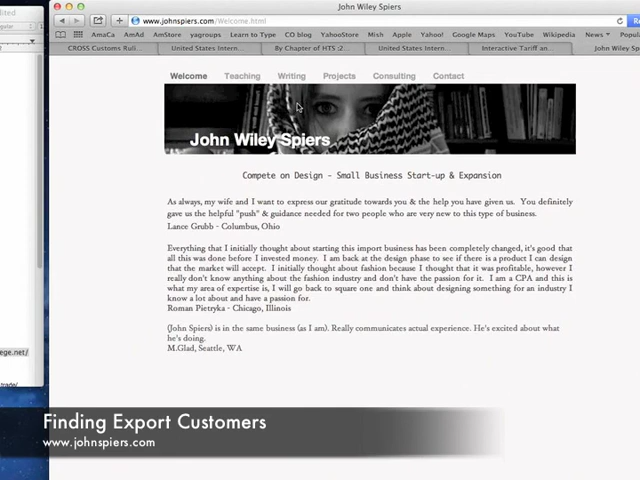 John Wiley Spiers
www.johnspiers.com/Welcome.html
AmaCa AmAct AmStore yagroups CL blog YahooStore Mish Apple Yahoo! Google Maps YouTube Wikipedia News Popular
CROSS Customs Ruli... United States Intern... By Chapter of HTS :2... United States Intern... Interactive Tariff an... John Wiley Sp
Welcome Teaching Writing Projects Consulting Contact
John Wiley Spiers
Compete on Design - Small Business Start-up & Expansion
As always, my wife and I want to express our gratitude towards you & the help you have given us. You definitely
gave us the helpful "push" & guidance needed for two people who are very new to this type of business.
Lance Grubb - Columbus, Ohio
Everything that I initially thought about starting this import business has been completely changed, it's good that
all this was done before I invested money. I am back at the design phase to see if there is a product I can design
that the market will accept. I initially thought about fashion because I thought that it was profitable, however I
really don't know anything about the fashion industry and don't have the passion for it. I am a CPA and this is
what my area of expertise is, I will go back to square one and think about designing something for an industry I
know a lot about and have a passion for.
Roman Pietryka - Chicago, Illinois
(John Spiers) is in the same business (as I am). Really communicates actual experience. He's excited about what
he's doing.
M.Glad, Seattle, WA
ege.net/
trade/
Finding Export Customers
www.johnspiers.com